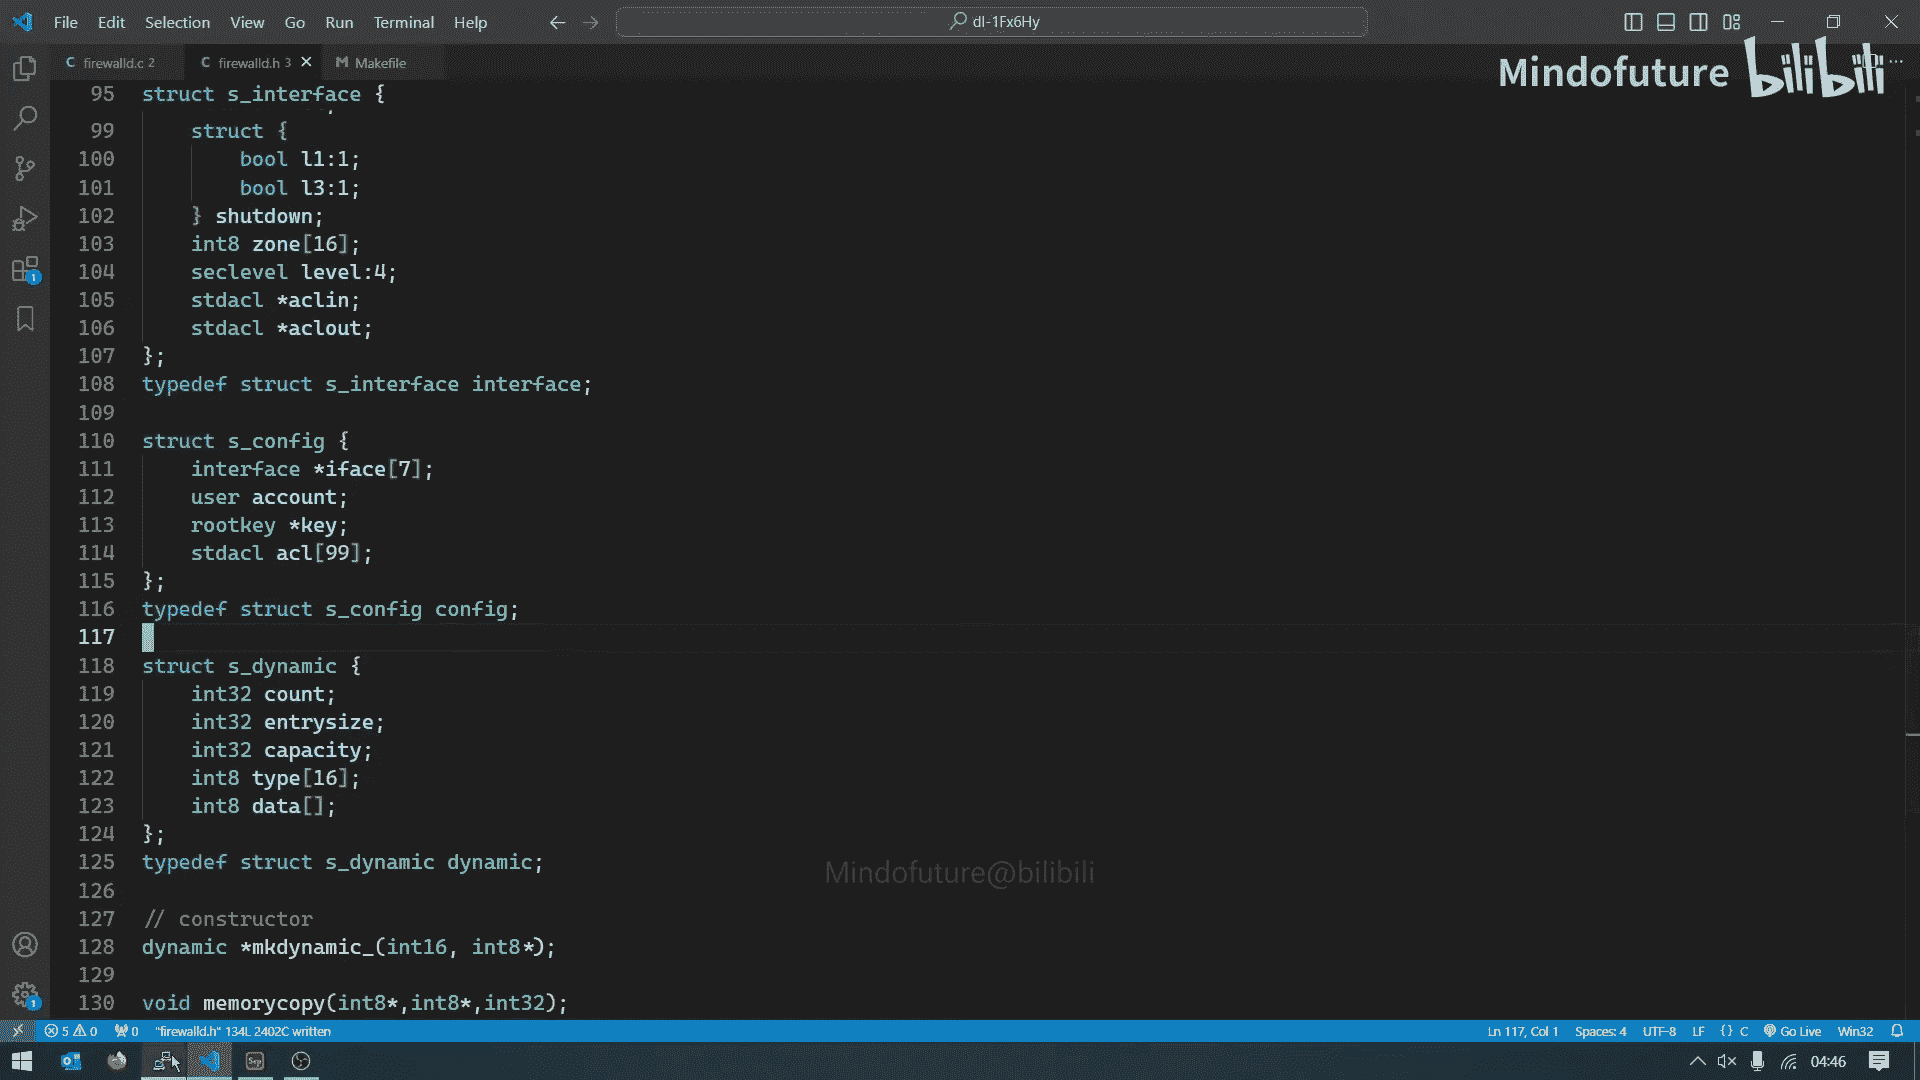 File Edit Selection View Go Run Terminal Help
dl-1Fx6Hy
C firewalld.c 2
C firewalld.h 3
M Makefile
Mindofuture bilibili
95 struct s_interface {
99 struct {
100 bool l1:1;
101 bool l3:1;
102 } shutdown;
103 int8 zone[16];
104 seclevel level:4;
105 stdacl *aclin;
106 stdacl *aclout;
107 };
108 typedef struct s_interface interface;
109
110 struct s_config {
111 interface *iface[7];
112 user account;
113 rootkey *key;
114 stdacl acl[99];
115 };
116 typedef struct s_config config;
117
118 struct s_dynamic {
119 int32 count;
120 int32 entrysize;
121 int32 capacity;
122 int8 type[16];
123 int8 data[];
124 };
125 typedef struct s_dynamic dynamic;
Mindofuture@bilibili
126
127 // constructor
128 dynamic *mkdynamic_(int16, int8*);
129
130 void memorycopy(int8*,int8*,int32);
5 0 0 "firewalld.h" 134L 2402C written
Ln 117, Col 1 Spaces: 4 UTF-8 LF {} C Go Live Win32
04:46